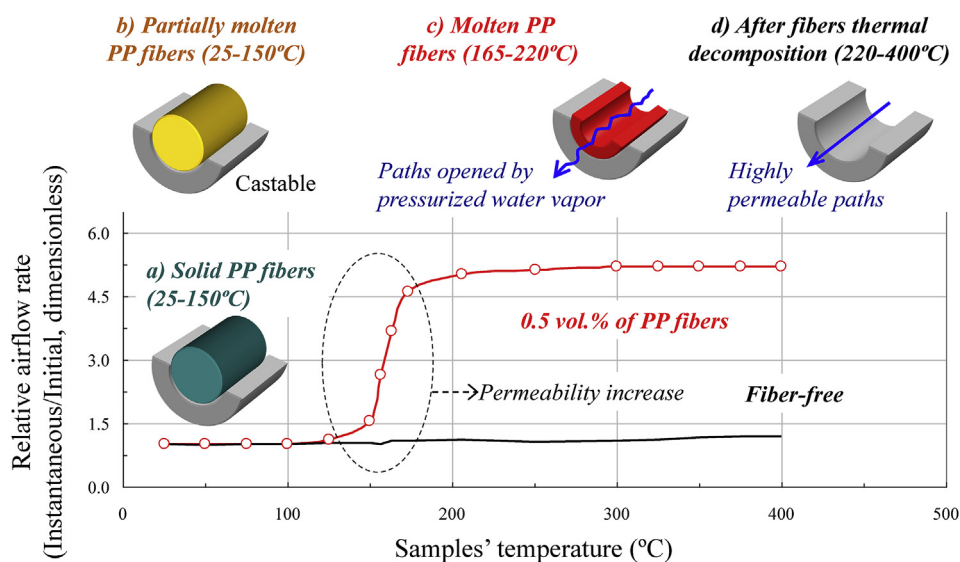 b) Partially molten
PP fibers (25-150ºC)
c) Molten PP
fibers (165-220ºC)
d) After fibers thermal
decomposition (220-400ºC)
Castable
Paths opened by
pressurized water vapor
Highly
permeable paths
Relative airflow rate
(Instantaneous/Initial, dimensionless)
6.0
4.5
3.0
1.5
0.0
a) Solid PP fibers
(25-150ºC)
0.5 vol.% of PP fibers
Permeability increase
Fiber-free
0
100
200
300
400
500
Samples’ temperature (ºC)